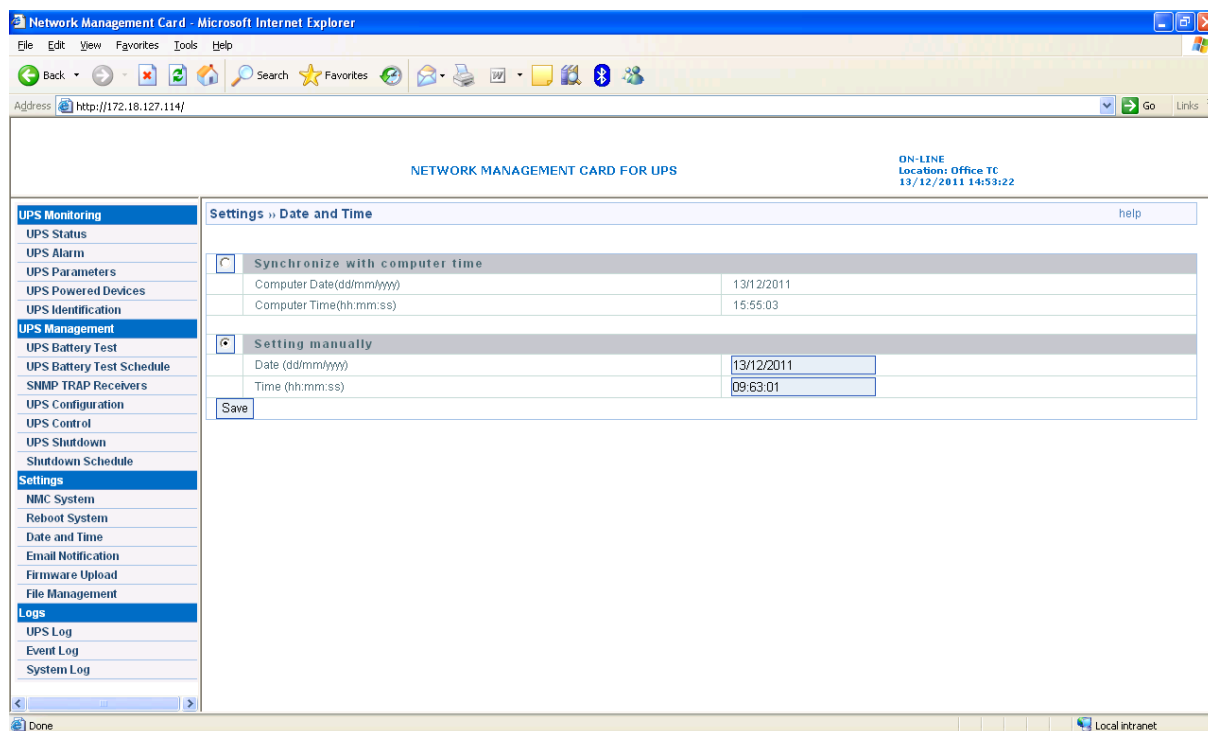 Network Management Card - Microsoft Internet Explorer
File Edit View Favorites Tools Help
Back Search Favorites
Address http://172.18.127.114/ Go Links
NETWORK MANAGEMENT CARD FOR UPS
ON-LINE
Location: Office TC
13/12/2011 14:53:22
UPS Monitoring
UPS Status
UPS Alarm
UPS Parameters
UPS Powered Devices
UPS Identification
UPS Management
UPS Battery Test
UPS Battery Test Schedule
SNMP TRAP Receivers
UPS Configuration
UPS Control
UPS Shutdown
Shutdown Schedule
Settings
NMC System
Reboot System
Date and Time
Email Notification
Firmware Upload
File Management
Logs
UPS Log
Event Log
System Log
Settings ›› Date and Time help
Synchronize with computer time
Computer Date(dd/mm/yyyy) 13/12/2011
Computer Time(hh:mm:ss) 15:55:03
Setting manually
Date (dd/mm/yyyy) 13/12/2011
Time (hh:mm:ss) 09:63:01
Save
Done Local intranet